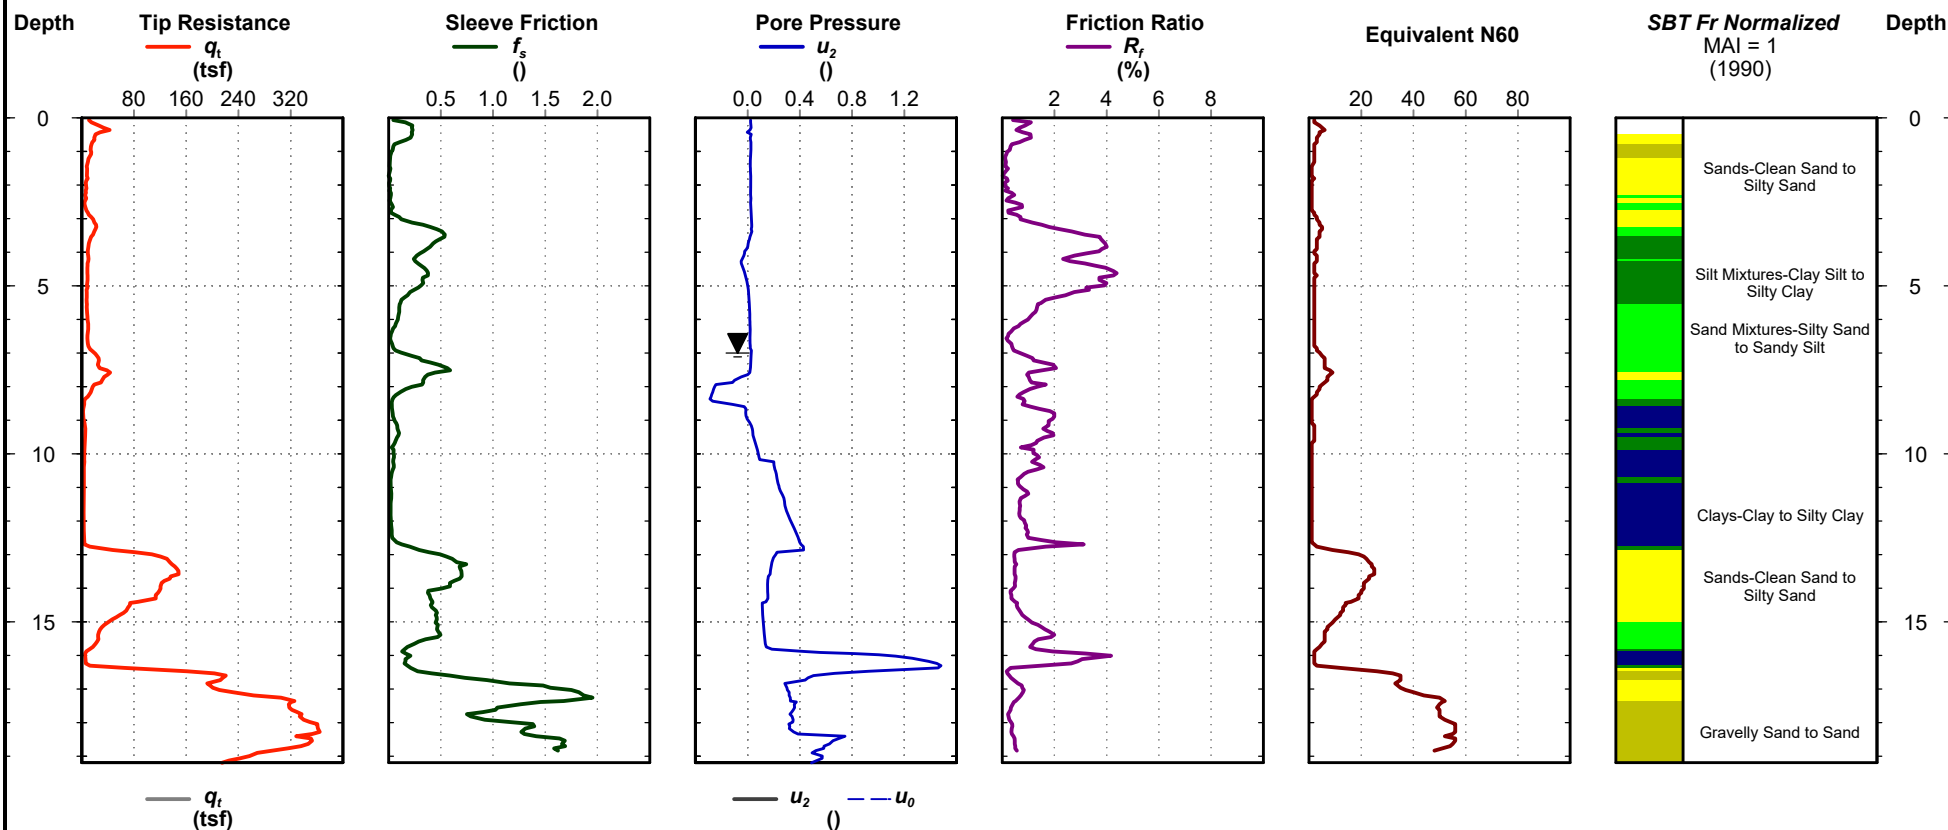 Depth
Tip Resistance
qt
(tsf)
Sleeve Friction
fs
()
Pore Pressure
u2
()
Friction Ratio
Rf
(%)
Equivalent N60
SBT Fr Normalized
MAI = 1
(1990)
Depth
80 160 240 320
0.5 1.0 1.5 2.0
0.0 0.4 0.8 1.2
2 4 6 8
20 40 60 80
0
5
10
15
Sands-Clean Sand to
Silty Sand
Silt Mixtures-Clay Silt to
Silty Clay
Sand Mixtures-Silty Sand
to Sandy Silt
Clays-Clay to Silty Clay
Sands-Clean Sand to
Silty Sand
Gravelly Sand to Sand
0
5
10
15
qt
(tsf)
u2 u0
()